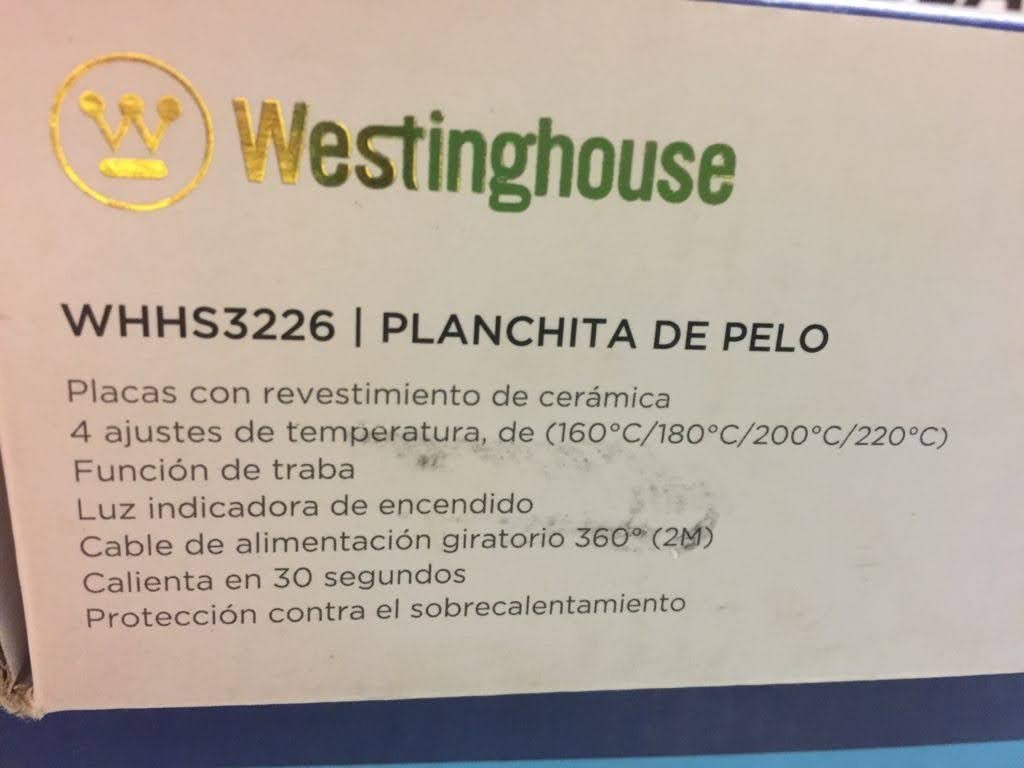 Westinghouse
WHHS3226 | PLANCHITA DE PELO
Placas con revestimiento de cerámica
4 ajustes de temperatura, de (160°C/180°C/200°C/220°C)
Función de traba
Luz indicadora de encendido
Cable de alimentación giratorio 360° (2M)
Calienta en 30 segundos
Protección contra el sobrecalentamiento